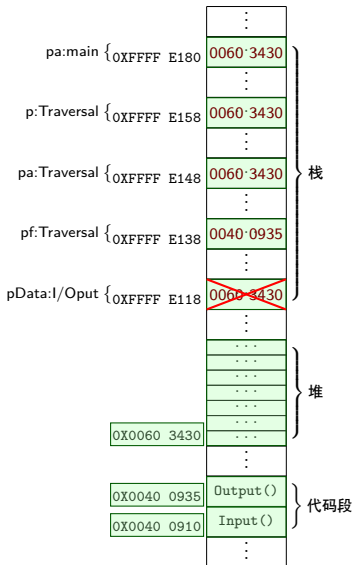 pa:main { 0XFFFF E180 0060 3430
p:Traversal { 0XFFFF E158 0060 3430
pa:Traversal { 0XFFFF E148 0060 3430
栈
pf:Traversal { 0XFFFF E138 0040 0935
pData:I/Oput { 0XFFFF E118 0060 3430
...
...
...
...
堆
...
...
0X0060 3430 ...
0X0040 0935 Output()
代码段
0X0040 0910 Input()